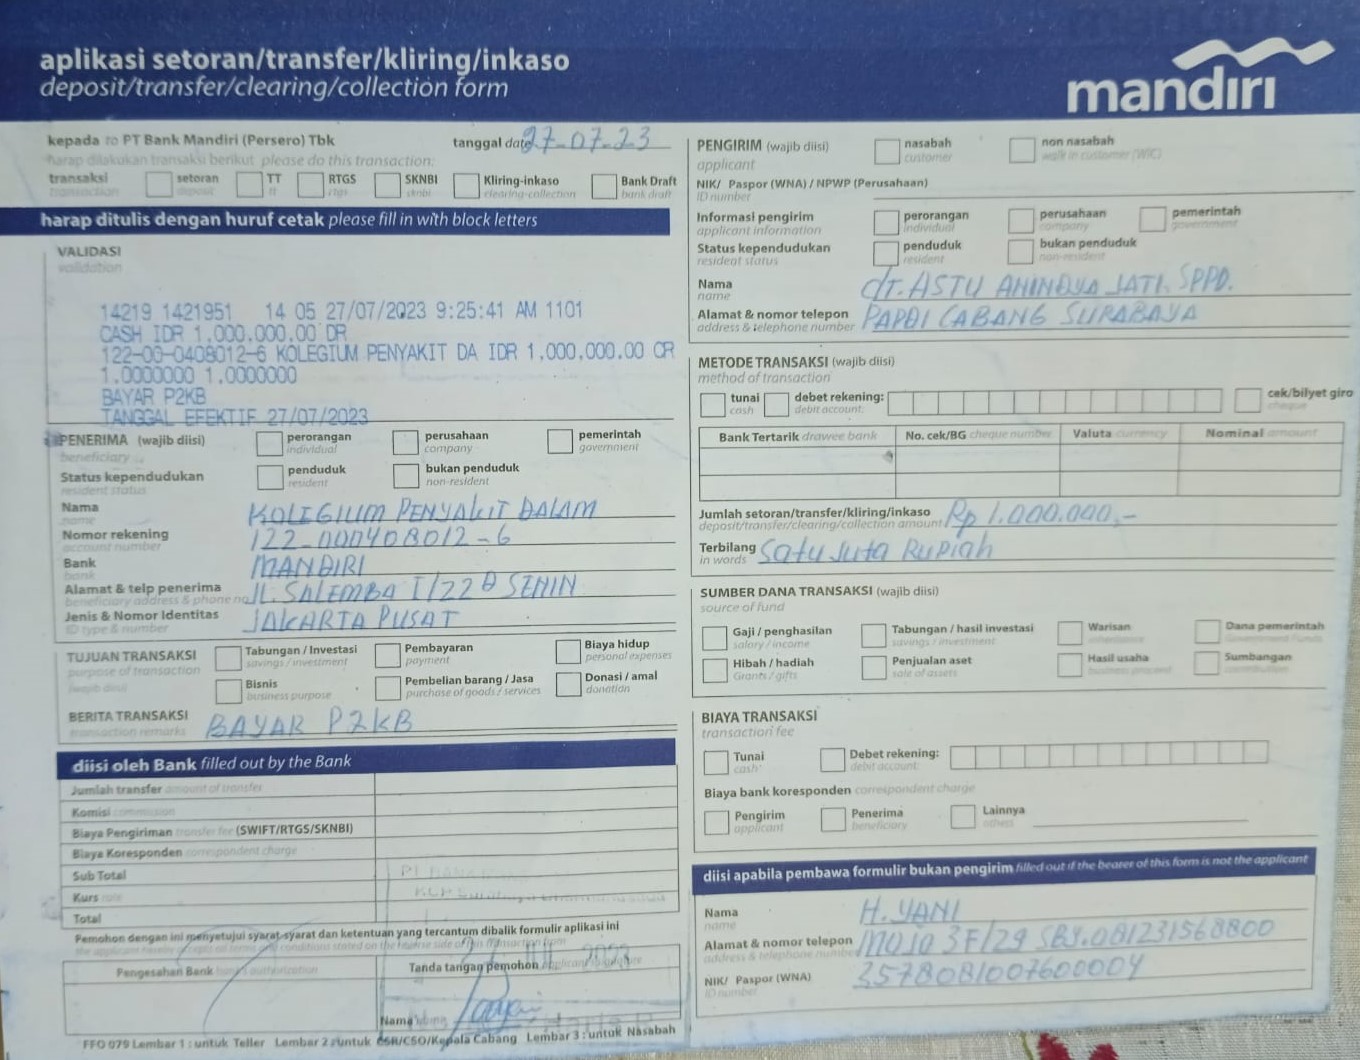 aplikasi setoran/transfer/kliring/inkaso
deposit/transfer/clearing/collection form
mandiri
kepada to PT Bank Mandiri (Persero) Tbk
tanggal date 27-07-23
harap dilakukan transaksi berikut please do this transaction:
transaksi transaction
setoran deposit
TT tt
RTGS rtgs
SKNBI sknbi
Kliring-inkaso clearing-collection
Bank Draft bank draft
harap ditulis dengan huruf cetak please fill in with block letters
VALIDASI
validation
14219 1421951 14 05 27/07/2023 9:25:41 AM 1101
CASH IDR 1.000.000.00 DR
122-00-0408012-6 KOLEGIUM PENYAKIT DA IDR 1.000.000.00 CR
1.0000000 1.0000000
BAYAR P2KB
TANGGAL EFEKTIF 27/07/2023
PENERIMA (wajib diisi)
beneficiary
perorangan individual
perusahaan company
pemerintah government
Status kependudukan
resident status
penduduk resident
bukan penduduk non-resident
Nama KOLIGIUM PENYAKIT DALAM
name
Nomor rekening 122-000408012-6
account number
Bank MANDIRI
bank
Alamat & telp penerima JL. SALEMBA I/22 D SENIN
beneficiary address & phone no
Jenis & Nomor Identitas JAKARTA PUSAT
ID type & number
TUJUAN TRANSAKSI
purpose of transaction
wajib diisi
Tabungan / Investasi savings / investment
Pembayaran payment
Biaya hidup personal expenses
Bisnis business purpose
Pembelian barang / Jasa purchase of goods / services
Donasi / amal donation
BERITA TRANSAKSI BAYAR P2KB
transaction remarks
diisi oleh Bank filled out by the Bank
Jumlah transfer amount of transfer
Komisi commission
Biaya Pengiriman transfer fee (SWIFT/RTGS/SKNBI)
Biaya Koresponden correspondent charge
Sub Total
Kurs rate
Total
Pemohon dengan ini menyetujui syarat-syarat dan ketentuan yang tercantum dibalik formulir aplikasi ini
Pengesahan Bank
Tanda tangan pemohon
Nama
FFO 079 Lembar 1 : untuk Teller Lembar 2 : untuk CSR/CSO/Kepala Cabang Lembar 3 : untuk Nasabah
PENGIRIM (wajib diisi)
applicant
nasabah customer
non nasabah walk in customer (WIC)
NIK/ Paspor (WNA) / NPWP (Perusahaan)
ID number
Informasi pengirim
applicant information
perorangan individual
perusahaan company
pemerintah government
Status kependudukan
resident status
penduduk resident
bukan penduduk non-resident
Nama dr. ASTU ANINDYA JATI, SPPD.
name
Alamat & nomor telepon PAPDI CABANG SURABAYA
address & telephone number
METODE TRANSAKSI (wajib diisi)
method of transaction
tunai cash
debet rekening: debit account:
cek/bilyet giro cheque
Bank Tertarik drawee bank
No. cek/BG cheque number
Valuta currency
Nominal amount
Jumlah setoran/transfer/kliring/inkaso Rp 1.000.000,-
deposit/transfer/clearing/collection amount
Terbilang Satu Juta Rupiah
in words
SUMBER DANA TRANSAKSI (wajib diisi)
source of fund
Gaji / penghasilan salary / income
Tabungan / hasil investasi savings / investment
Warisan
Dana pemerintah
Hibah / hadiah Grants / gifts
Penjualan aset sale of assets
Hasil usaha
Sumbangan
BIAYA TRANSAKSI
transaction fee
Tunai cash
Debet rekening: debit account
Biaya bank koresponden correspondent charge
Pengirim applicant
Penerima beneficiary
Lainnya others
diisi apabila pembawa formulir bukan pengirim filled out if the bearer of this form is not the applicant
Nama H. YANI
name
Alamat & nomor telepon MOJO 3F/29 SBY. 081231568800
address & telephone number
NIK/ Paspor (WNA) 3578081007600004
ID number